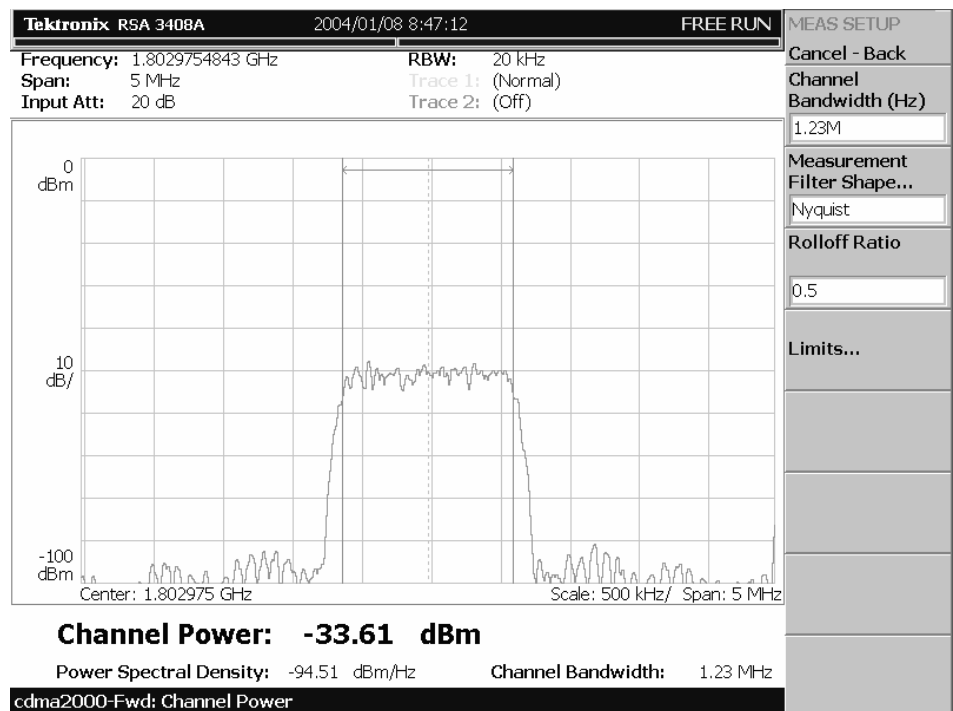 Tektronix RSA 3408A 2004/01/08 8:47:12 FREE RUN
Frequency: 1.8029754843 GHz RBW: 20 kHz
Span: 5 MHz Trace 1: (Normal)
Input Att: 20 dB Trace 2: (Off)
0
dBm
10
dB/
-100
dBm
Center: 1.802975 GHz Scale: 500 kHz/ Span: 5 MHz
Channel Power: -33.61 dBm
Power Spectral Density: -94.51 dBm/Hz Channel Bandwidth: 1.23 MHz
cdma2000-Fwd: Channel Power
MEAS SETUP
Cancel - Back
Channel
Bandwidth (Hz)
1.23M
Measurement
Filter Shape...
Nyquist
Rolloff Ratio
0.5
Limits...